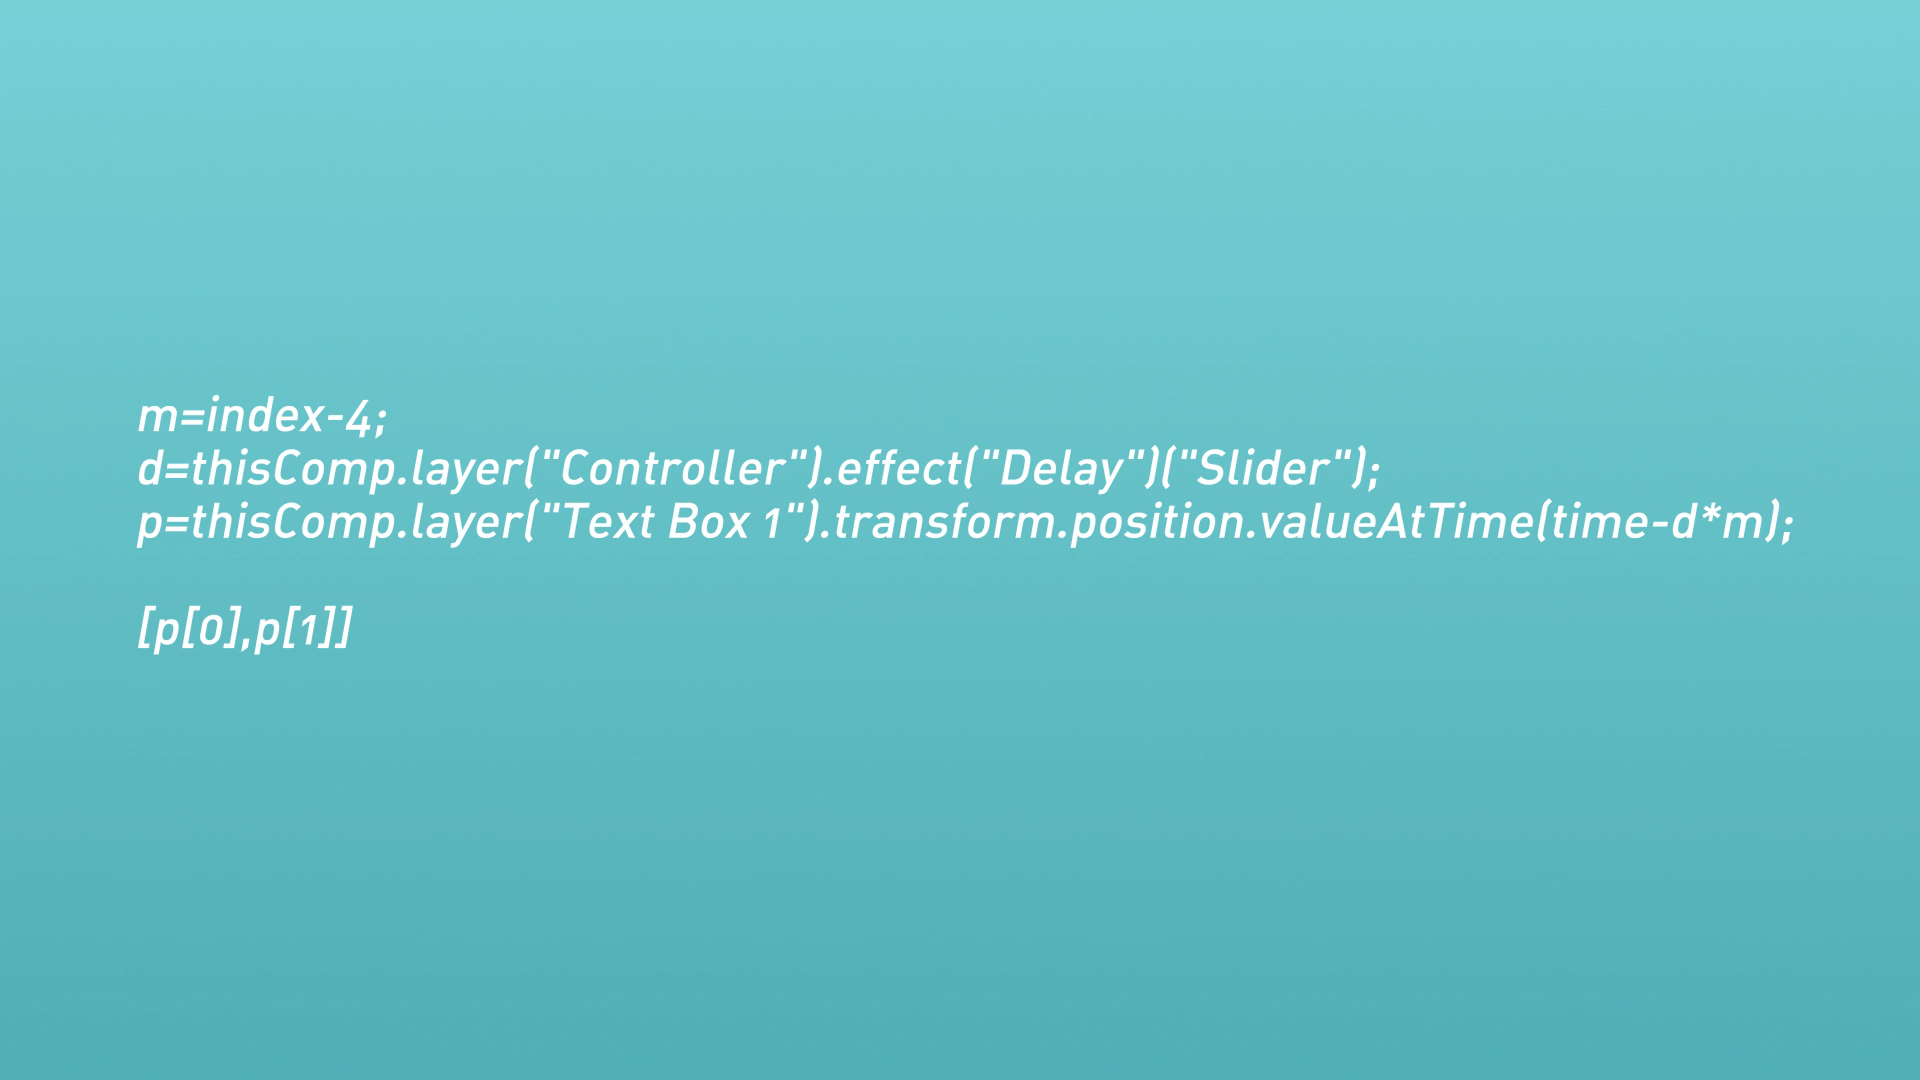 m=index-4;
d=thisComp.layer("Controller").effect("Delay")("Slider");
p=thisComp.layer("Text Box 1").transform.position.valueAtTime(time-d*m);
[p[0],p[1]]